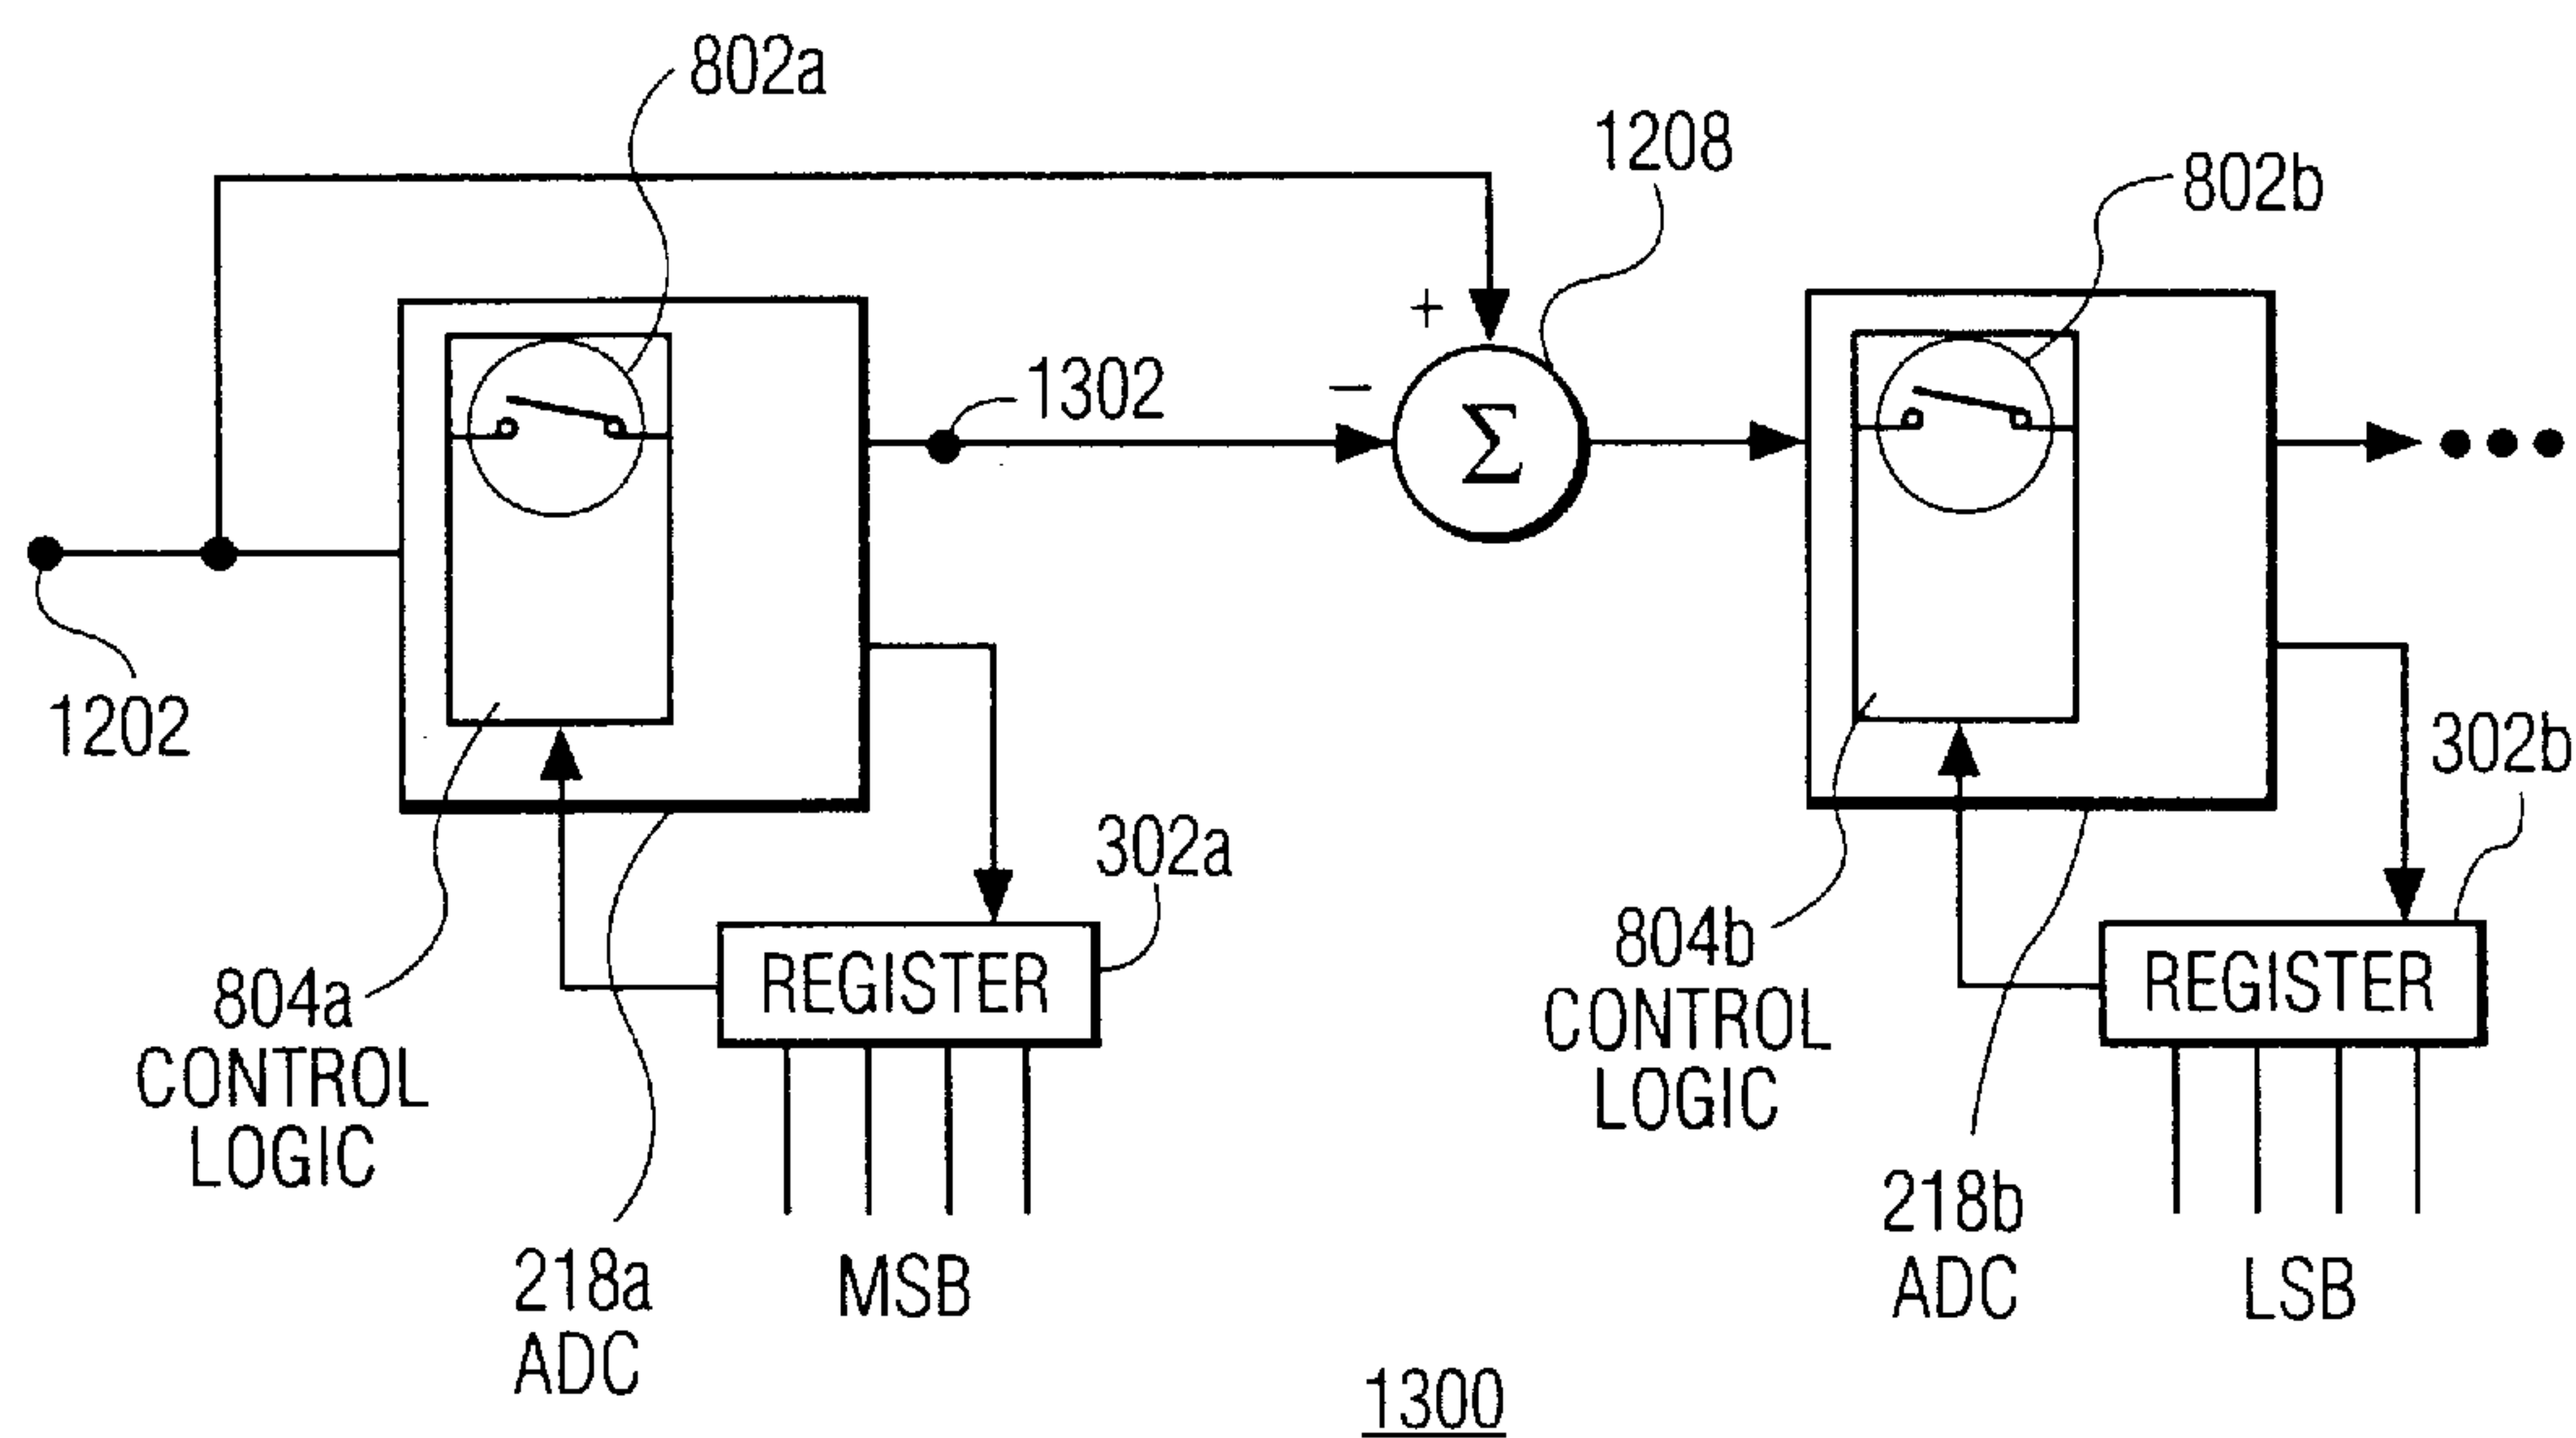 802a
1208
802b
+
−
1302
Σ
1202
302b
302a
804a
CONTROL
LOGIC
REGISTER
804b
CONTROL
LOGIC
REGISTER
218a
ADC
MSB
218b
ADC
LSB
1300